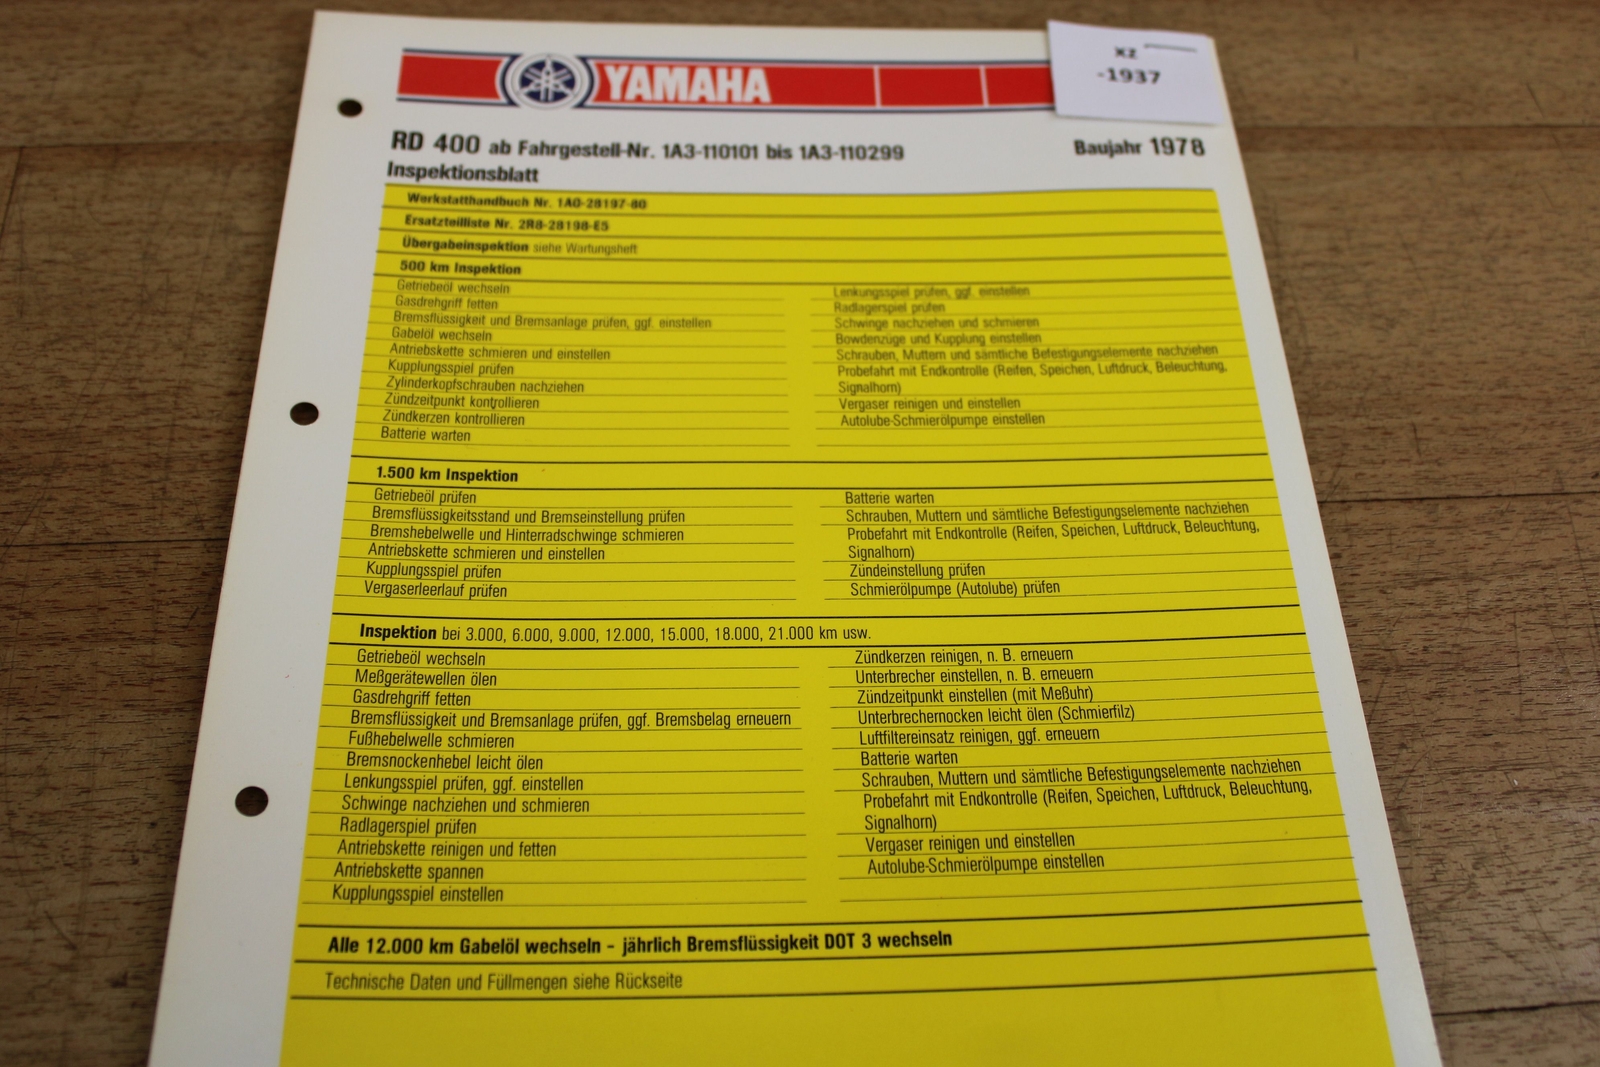 YAMAHA
xz
-1937
RD 400 ab Fahrgestell-Nr. 1A3-110101 bis 1A3-110299
Baujahr 1978
Inspektionsblatt
Werkstatthandbuch Nr. 1A0-28197-80
Ersatzteilliste Nr. 2R8-28198-E5
Übergabeinspektion siehe Wartungsheft
500 km Inspektion
Getriebeöl wechseln
Gasdrehgriff fetten
Bremsflüssigkeit und Bremsanlage prüfen, ggf. einstellen
Gabelöl wechseln
Antriebskette schmieren und einstellen
Kupplungsspiel prüfen
Zylinderkopfschrauben nachziehen
Zündzeitpunkt kontrollieren
Zündkerzen kontrollieren
Batterie warten
Lenkungsspiel prüfen, ggf. einstellen
Radlagerspiel prüfen
Schwinge nachziehen und schmieren
Bowdenzüge und Kupplung einstellen
Schrauben, Muttern und sämtliche Befestigungselemente nachziehen
Probefahrt mit Endkontrolle (Reifen, Speichen, Luftdruck, Beleuchtung,
Signalhorn)
Vergaser reinigen und einstellen
Autolube-Schmierölpumpe einstellen
1.500 km Inspektion
Getriebeöl prüfen
Bremsflüssigkeitsstand und Bremseinstellung prüfen
Bremshebelwelle und Hinterradschwinge schmieren
Antriebskette schmieren und einstellen
Kupplungsspiel prüfen
Vergaserleerlauf prüfen
Batterie warten
Schrauben, Muttern und sämtliche Befestigungselemente nachziehen
Probefahrt mit Endkontrolle (Reifen, Speichen, Luftdruck, Beleuchtung,
Signalhorn)
Zündeinstellung prüfen
Schmierölpumpe (Autolube) prüfen
Inspektion bei 3.000, 6.000, 9.000, 12.000, 15.000, 18.000, 21.000 km usw.
Getriebeöl wechseln
Meßgerätewellen ölen
Gasdrehgriff fetten
Bremsflüssigkeit und Bremsanlage prüfen, ggf. Bremsbelag erneuern
Fußhebelwelle schmieren
Bremsnockenhebel leicht ölen
Lenkungsspiel prüfen, ggf. einstellen
Schwinge nachziehen und schmieren
Radlagerspiel prüfen
Antriebskette reinigen und fetten
Antriebskette spannen
Kupplungsspiel einstellen
Zündkerzen reinigen, n. B. erneuern
Unterbrecher einstellen, n. B. erneuern
Zündzeitpunkt einstellen (mit Meßuhr)
Unterbrechernocken leicht ölen (Schmierfilz)
Luftfiltereinsatz reinigen, ggf. erneuern
Batterie warten
Schrauben, Muttern und sämtliche Befestigungselemente nachziehen
Probefahrt mit Endkontrolle (Reifen, Speichen, Luftdruck, Beleuchtung,
Signalhorn)
Vergaser reinigen und einstellen
Autolube-Schmierölpumpe einstellen
Alle 12.000 km Gabelöl wechseln - jährlich Bremsflüssigkeit DOT 3 wechseln
Technische Daten und Füllmengen siehe Rückseite